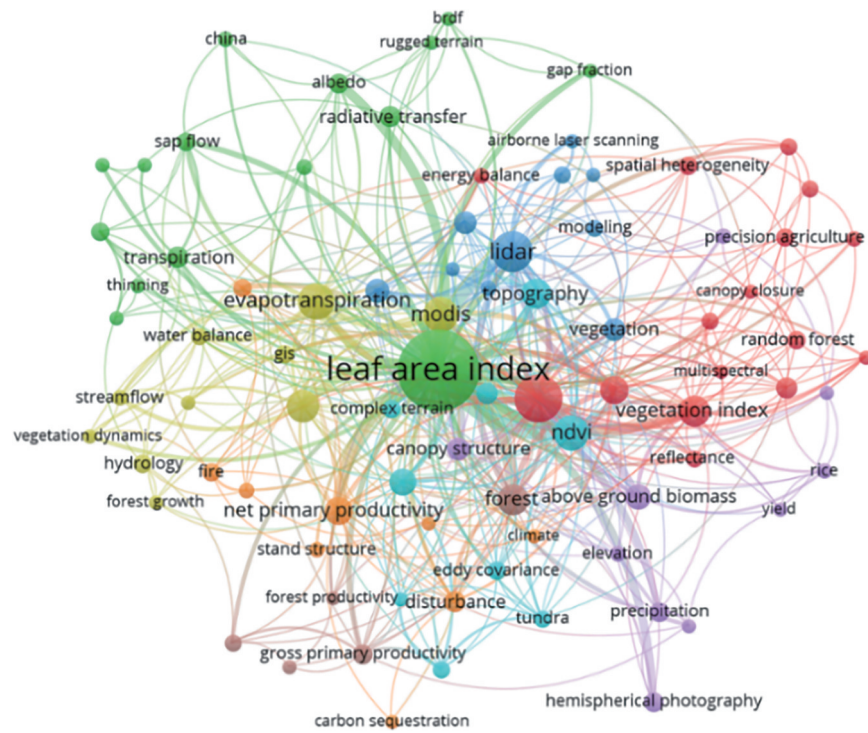 brdf
china
rugged terrain
albedo
gap fraction
radiative transfer
sap flow
airborne laser scanning
energy balance
spatial heterogeneity
modeling
precision agriculture
lidar
transpiration
thinning
evapotranspiration
topography
canopy closure
modis
water balance
vegetation
random forest
gis
leaf area index
multispectral
streamflow
complex terrain
vegetation index
vegetation dynamics
ndvi
canopy structure
reflectance
hydrology
fire
rice
forest growth
net primary productivity
forest
above ground biomass
yield
climate
stand structure
elevation
eddy covariance
forest productivity
disturbance
precipitation
tundra
gross primary productivity
hemispherical photography
carbon sequestration